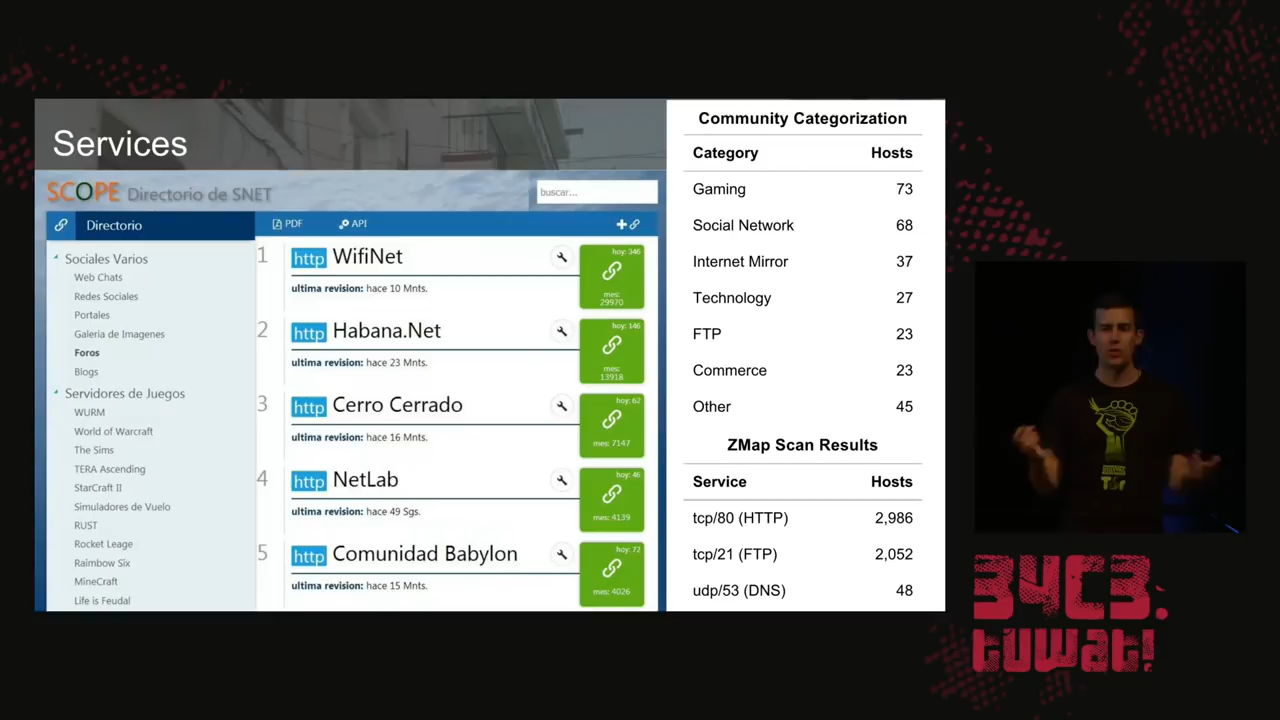 Services
SCOPE Directorio de SNET
buscar...
Directorio
PDF
API
Sociales Varios
Web Chats
Redes Sociales
Portales
Galeria de Imagenes
Foros
Blogs
Servidores de Juegos
WURM
World of Warcraft
The Sims
TERA Ascending
StarCraft II
Simuladores de Vuelo
RUST
Rocket Leage
Raimbow Six
MineCraft
Life is Feudal
1 http WifiNet
ultima revision: hace 10 Mnts.
hoy: 346
mes:
29970
2 http Habana.Net
ultima revision: hace 23 Mnts.
hoy: 146
mes:
13918
3 http Cerro Cerrado
ultima revision: hace 16 Mnts.
hoy: 62
mes: 7147
4 http NetLab
ultima revision: hace 49 Sgs.
hoy: 46
mes: 4139
5 http Comunidad Babylon
ultima revision: hace 15 Mnts.
hoy: 72
mes: 4026
Community Categorization
Category Hosts
Gaming 73
Social Network 68
Internet Mirror 37
Technology 27
FTP 23
Commerce 23
Other 45
ZMap Scan Results
Service Hosts
tcp/80 (HTTP) 2,986
tcp/21 (FTP) 2,052
udp/53 (DNS) 48
34C3.
tuwat!